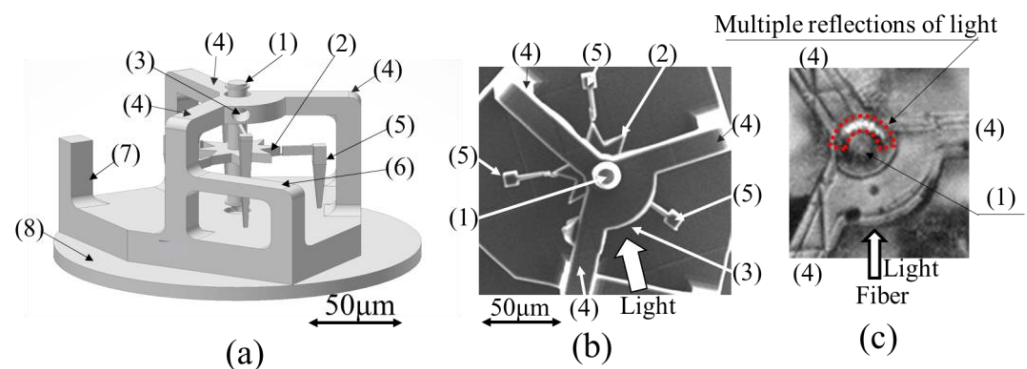 (4) (1) (2)
(3) (4)
(4) (5)
(7) (6)
(8)
50μm
(a)
(4) (5) (2)
(4)
(5) (5)
(1) (3)
(4) Light
50μm
(b)
Multiple reflections of light
(4)
(4)
(1)
(4) Light
Fiber
(c)